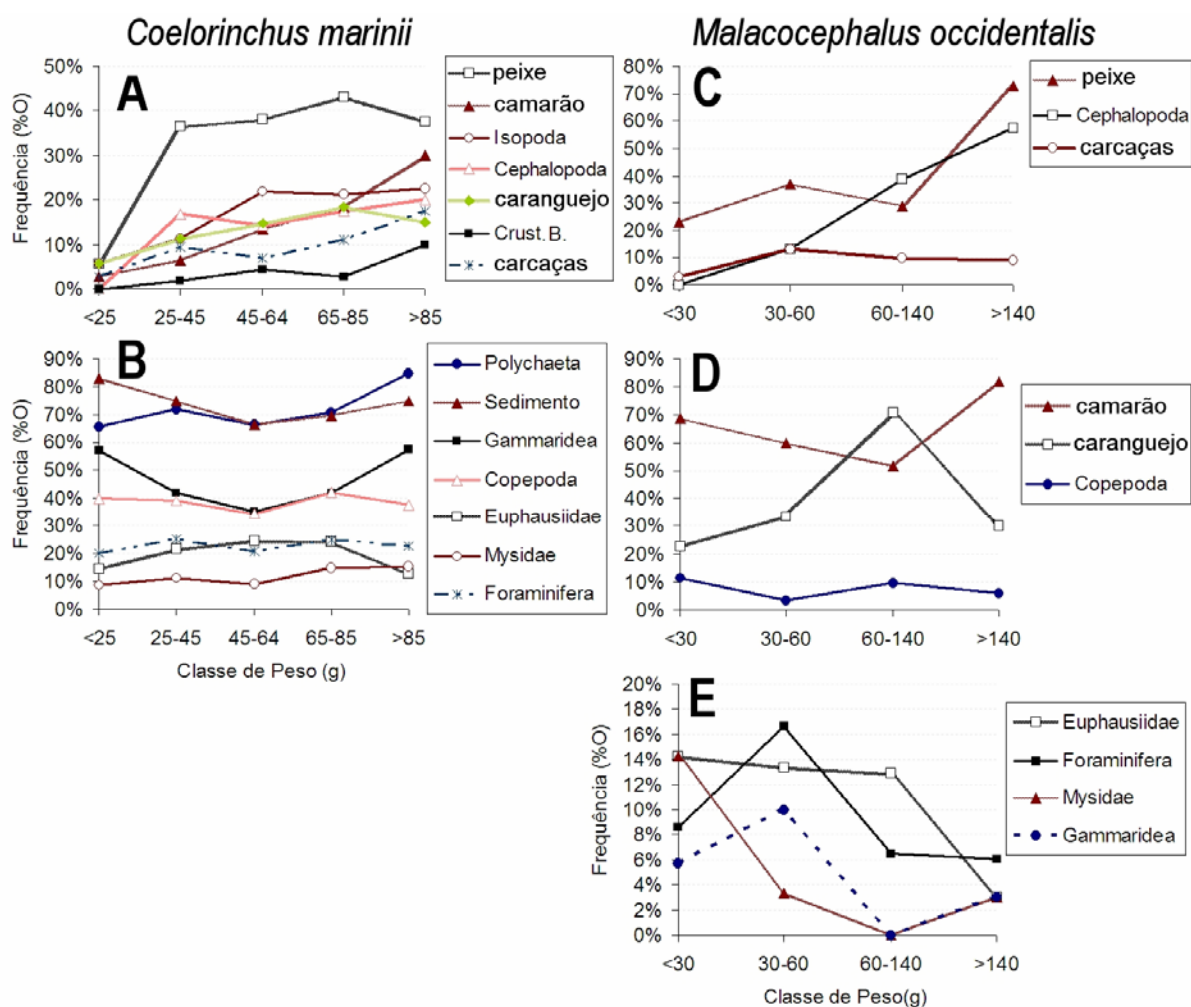 Coelorinchus marinii
Malacocephalus occidentalis
A
Frequência (%O)
50%
40%
30%
20%
10%
0%
<25
25-45
45-64
65-85
>85
peixe
camarão
Isopoda
Cephalopoda
caranguejo
Crust.B.
carcaças
C
80%
70%
60%
50%
40%
30%
20%
10%
0%
<30
30-60
60-140
>140
peixe
Cephalopoda
carcaças
B
Frequência (%O)
90%
80%
70%
60%
50%
40%
30%
20%
10%
0%
<25
25-45
45-64
65-85
>85
Classe de Peso (g)
Polychaeta
Sedimento
Gammaridea
Copepoda
Euphausiidae
Mysidae
Foraminifera
D
90%
80%
70%
60%
50%
40%
30%
20%
10%
0%
<30
30-60
60-140
>140
camarão
caranguejo
Copepoda
E
Frequência (%O)
20%
18%
16%
14%
12%
10%
8%
6%
4%
2%
0%
<30
30-60
60-140
>140
Classe de Peso(g)
Euphausiidae
Foraminifera
Mysidae
Gammaridea